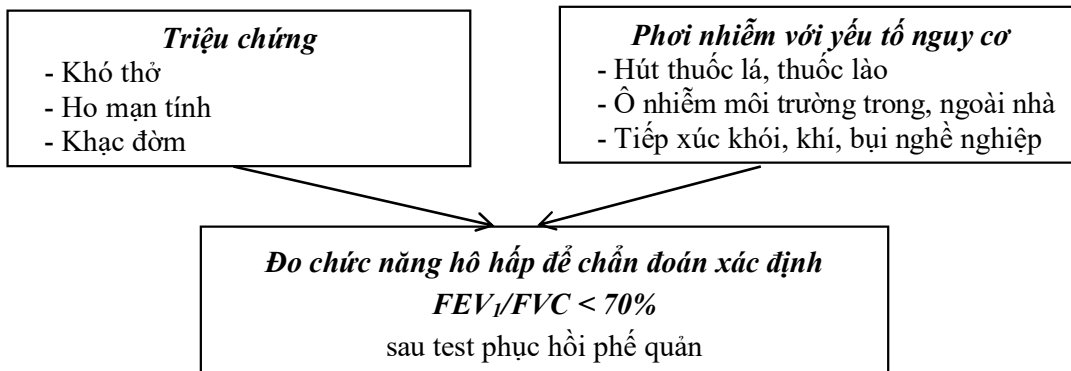 Triệu chứng
- Khó thở
- Ho mạn tính
- Khạc đờm
Phơi nhiễm với yếu tố nguy cơ
- Hút thuốc lá, thuốc lào
- Ô nhiễm môi trường trong, ngoài nhà
- Tiếp xúc khói, khí, bụi nghề nghiệp
Đo chức năng hô hấp để chẩn đoán xác định
FEV₁/FVC < 70%
sau test phục hồi phế quản